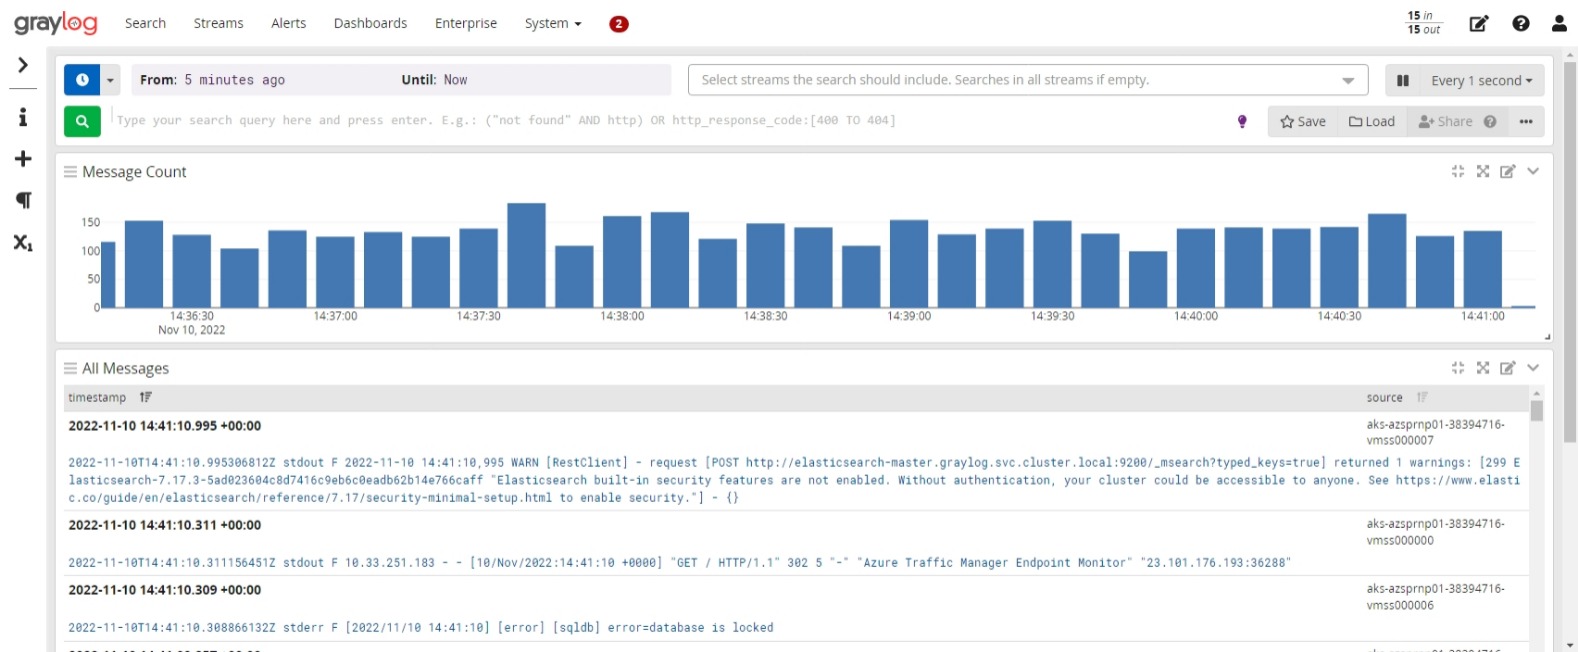 graylog Search Streams Alerts Dashboards Enterprise System 2 15 in
15 out
From: 5 minutes ago Until: Now Select streams the search should include. Searches in all streams if empty. Every 1 second
Type your search query here and press enter. E.g.: ("not found" AND http) OR http_response_code:[400 TO 404] Save Load Share
Message Count
150
100
50
0
14:36:30 14:37:00 14:37:30 14:38:00 14:38:30 14:39:00 14:39:30 14:40:00 14:40:30 14:41:00
Nov 10, 2022
All Messages
timestamp source
2022-11-10 14:41:10.995 +00:00 aks-azsprnp01-38394716-
vmss000007
2022-11-10T14:41:10.995306812Z stdout F 2022-11-10 14:41:10,995 WARN [RestClient] - request [POST http://elasticsearch-master.graylog.svc.cluster.local:9200/_msearch?typed_keys=true] returned 1 warnings: [299 E
lasticsearch-7.17.3-5ad023604c8d7416c9eb6c0eadb62b14e766caff "Elasticsearch built-in security features are not enabled. Without authentication, your cluster could be accessible to anyone. See https://www.elasti
c.co/guide/en/elasticsearch/reference/7.17/security-minimal-setup.html to enable security."] - {}
2022-11-10 14:41:10.311 +00:00 aks-azsprnp01-38394716-
vmss000000
2022-11-10T14:41:10.311156451Z stdout F 10.33.251.183 - - [10/Nov/2022:14:41:10 +0000] "GET / HTTP/1.1" 302 5 "-" "Azure Traffic Manager Endpoint Monitor" "23.101.176.193:36288"
2022-11-10 14:41:10.309 +00:00 aks-azsprnp01-38394716-
vmss000006
2022-11-10T14:41:10.308866132Z stderr F [2022/11/10 14:41:10] [error] [sqldb] error=database is locked